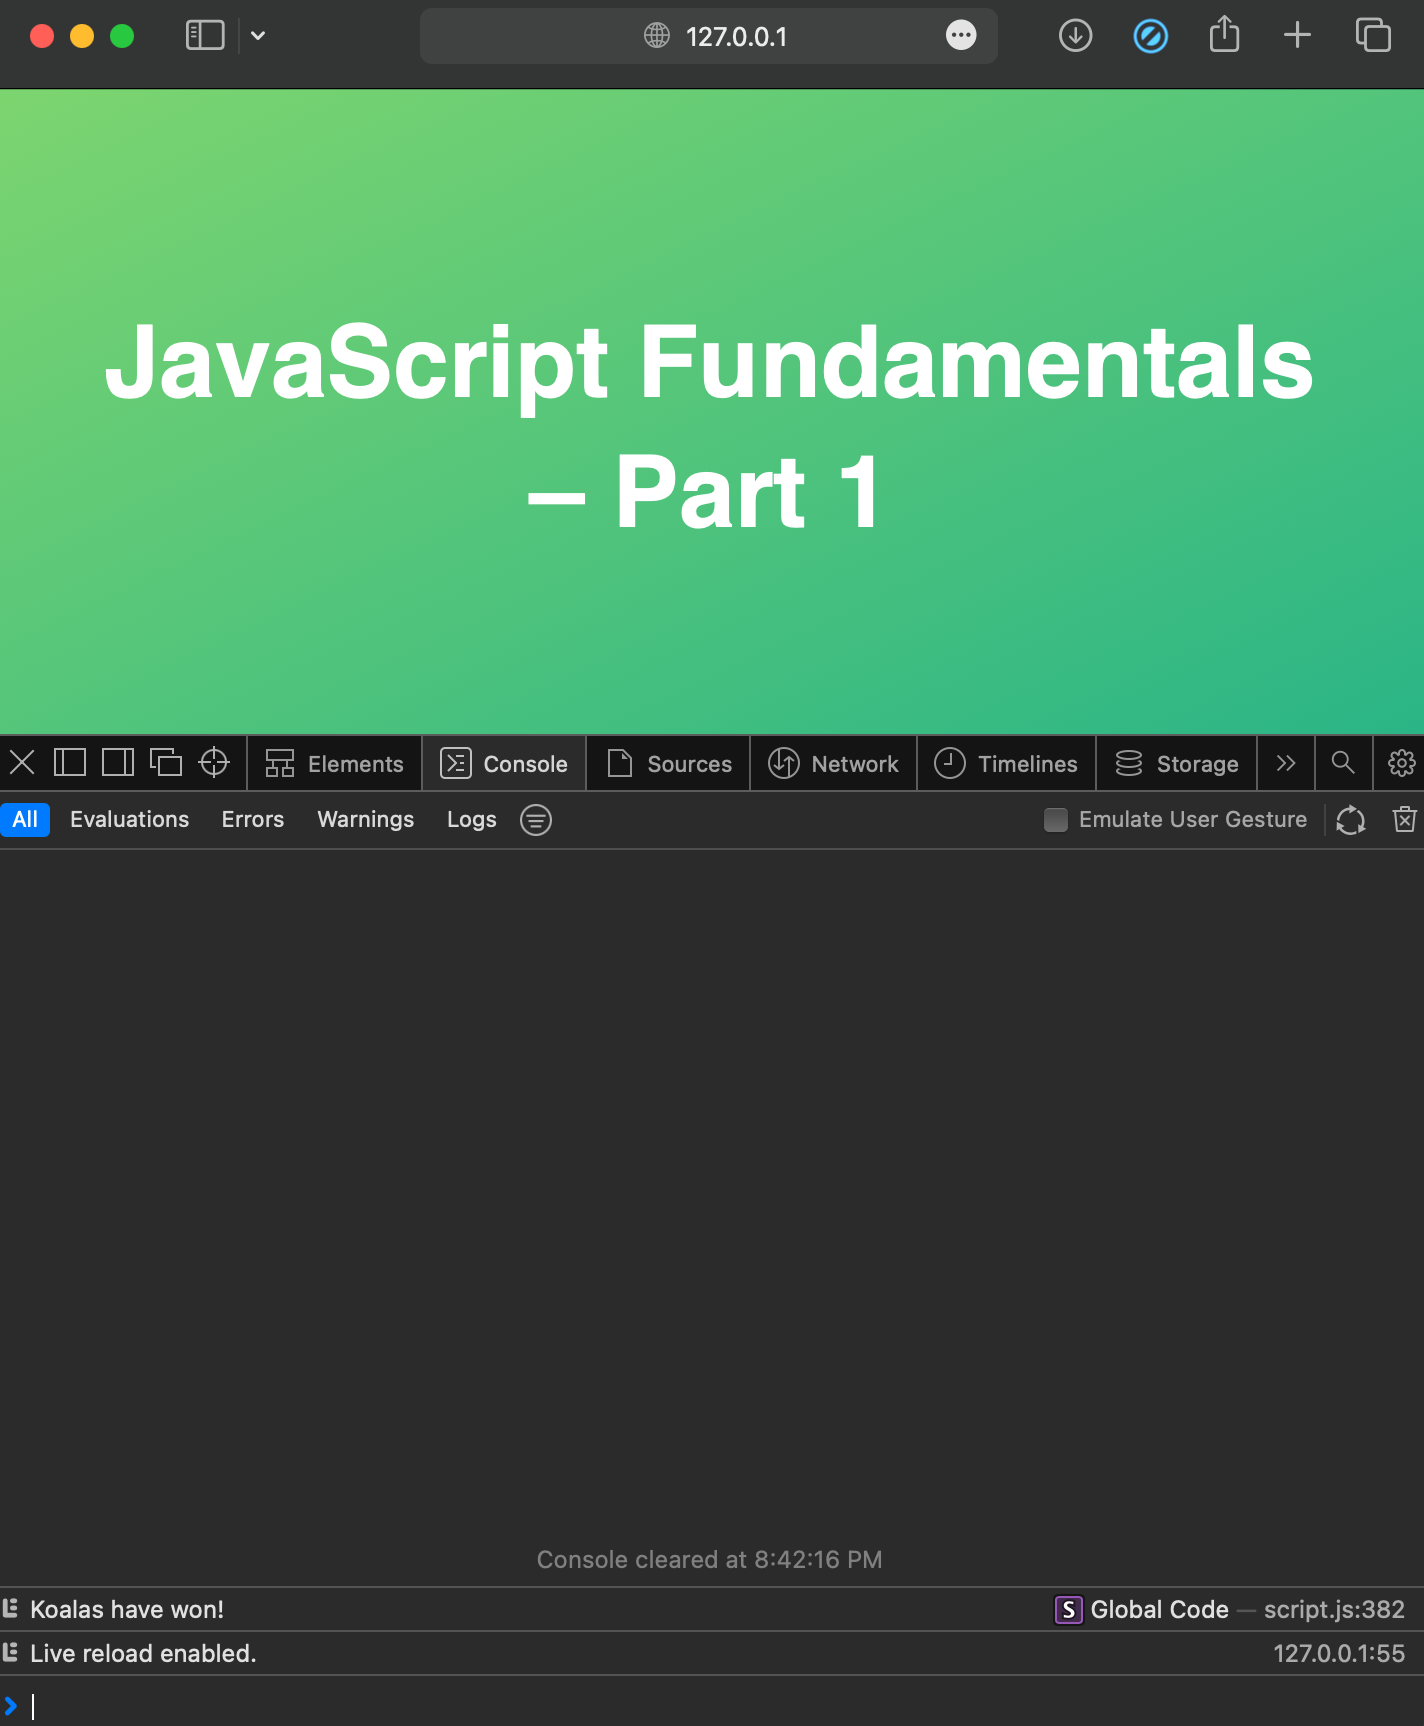 127.0.0.1
JavaScript Fundamentals
– Part 1
Elements Console Sources Network Timelines Storage
All Evaluations Errors Warnings Logs Emulate User Gesture
Console cleared at 8:42:16 PM
Koalas have won! S Global Code — script.js:382
Live reload enabled. 127.0.0.1:55